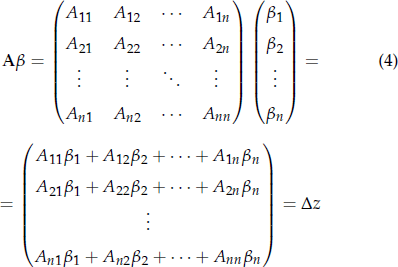 Aβ = ( A11 A12 ⋯ A1n ) ( β1 ) = (4)
A21 A22 ⋯ A2n β2
⋮ ⋮ ⋱ ⋮ ⋮
An1 An2 ⋯ Ann βn
= ( A11β1 + A12β2 + ⋯ + A1nβn ) = Δz
A21β1 + A22β2 + ⋯ + A2nβn
⋮
An1β1 + An2β2 + ⋯ + Annβn